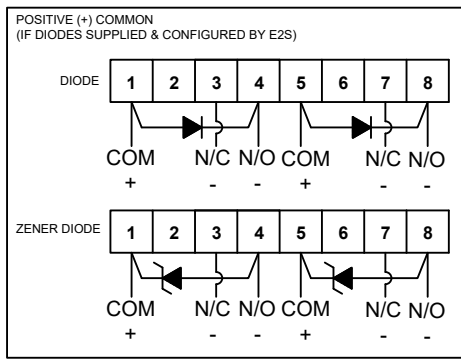 POSITIVE (+) COMMON
(IF DIODES SUPPLIED & CONFIGURED BY E2S)
DIODE 1 2 3 4 5 6 7 8
COM N/C N/O COM N/C N/O
+ - - + - -
ZENER DIODE 1 2 3 4 5 6 7 8
COM N/C N/O COM N/C N/O
+ - - + - -